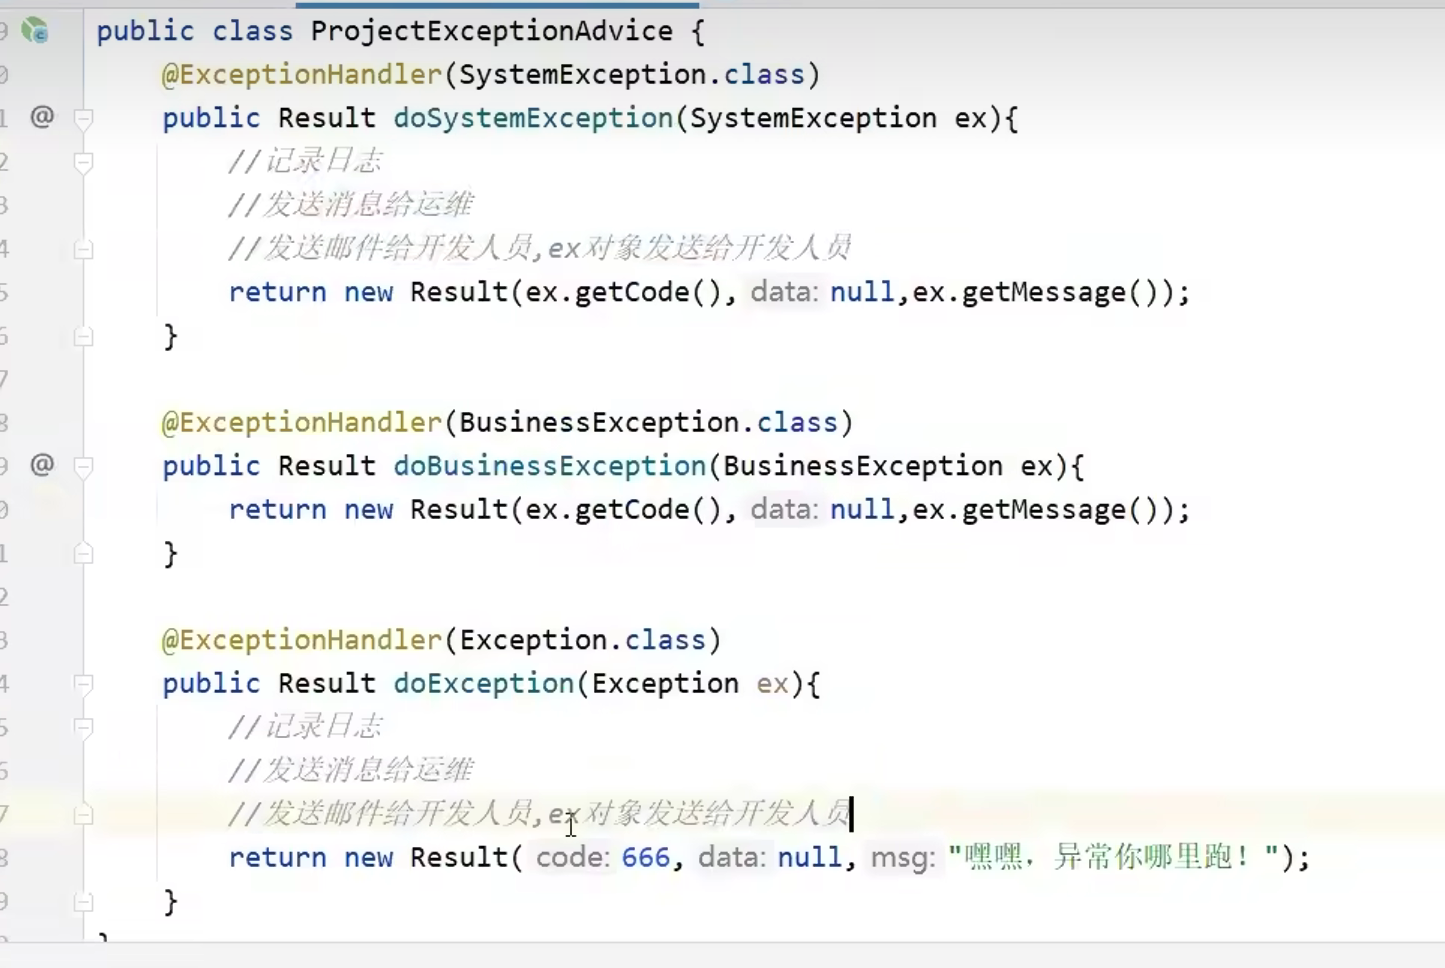 public class ProjectExceptionAdvice {
@ExceptionHandler(SystemException.class)
public Result doSystemException(SystemException ex){
//记录日志
//发送消息给运维
//发送邮件给开发人员,ex对象发送给开发人员
return new Result(ex.getCode(), data: null,ex.getMessage());
}
@ExceptionHandler(BusinessException.class)
public Result doBusinessException(BusinessException ex){
return new Result(ex.getCode(), data: null,ex.getMessage());
}
@ExceptionHandler(Exception.class)
public Result doException(Exception ex){
//记录日志
//发送消息给运维
//发送邮件给开发人员,ex对象发送给开发人员
return new Result( code: 666, data: null, msg: "嘿嘿，异常你哪里跑！");
}